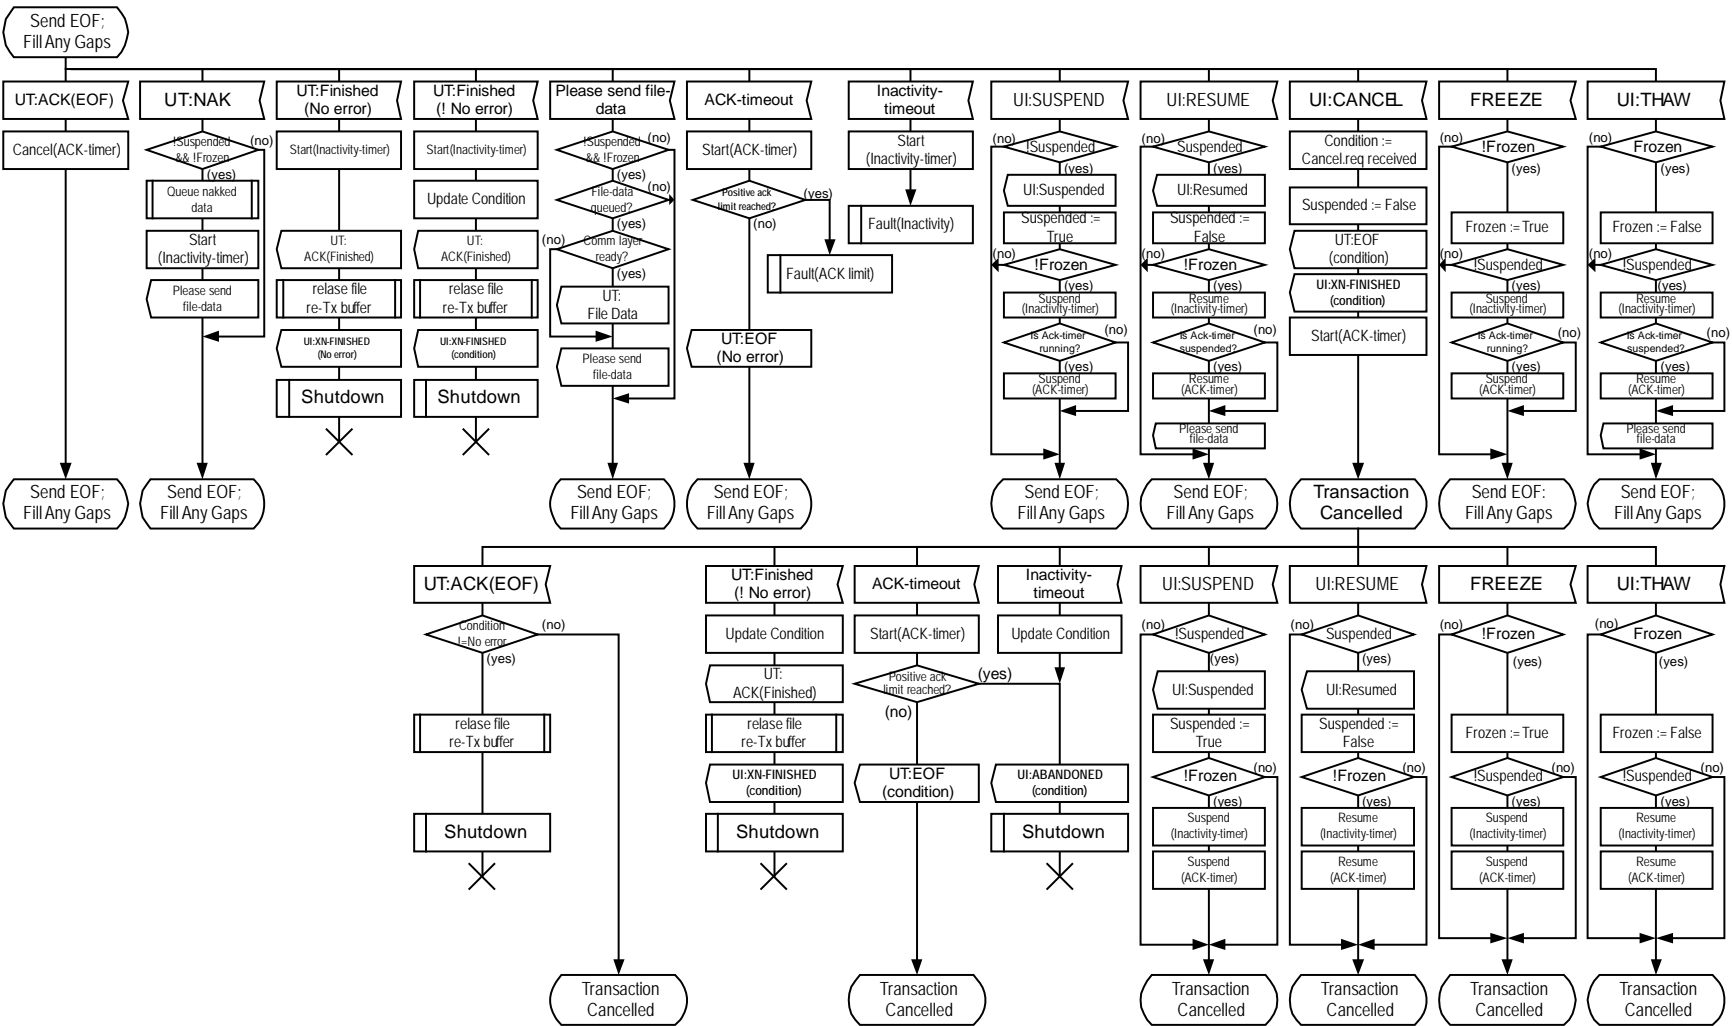 Send EOF;
Fill Any Gaps
UT:ACK(EOF)
Cancel(ACK-timer)
Send EOF;
Fill Any Gaps
UT:NAK
!Suspended
&& !Frozen
(no)
(yes)
Queue nakked
data
Start
(Inactivity-timer)
Please send
file-data
Send EOF;
Fill Any Gaps
UT:Finished
(No error)
Start(Inactivity-timer)
UT:
ACK(Finished)
relase file
re-Tx buffer
UI:XN-FINISHED
(No error)
Shutdown
UT:Finished
(! No error)
Start(Inactivity-timer)
Update Condition
UT:
ACK(Finished)
relase file
re-Tx buffer
UI:XN-FINISHED
(condition)
Shutdown
Please send file-
data
!Suspended
&& !Frozen
(no)
(yes)
File-data
queued?
(no)
(yes)
Comm layer
ready?
(no)
(yes)
UT:
File Data
Please send
file-data
Send EOF;
Fill Any Gaps
ACK-timeout
Start(ACK-timer)
Positive ack
limit reached?
(yes)
(no)
Fault(ACK limit)
UT:EOF
(No error)
Send EOF;
Fill Any Gaps
Inactivity-
timeout
Start
(Inactivity-timer)
Fault(Inactivity)
UI:SUSPEND
(no)
!Suspended
(yes)
UI:Suspended
Suspended :=
True
(no)
!Frozen
(yes)
Suspend
(Inactivity-timer)
Is Ack-timer
running?
(no)
(yes)
Suspend
(ACK-timer)
Send EOF;
Fill Any Gaps
UI:RESUME
(no)
Suspended
(yes)
UI:Resumed
Suspended :=
False
(no)
!Frozen
(yes)
Resume
(Inactivity-timer)
Is Ack-timer
suspended?
(no)
(yes)
Resume
(ACK-timer)
Please send
file-data
Send EOF;
Fill Any Gaps
UI:CANCEL
Condition :=
Cancel.req received
Suspended := False
UT:EOF
(condition)
UI:XN-FINISHED
(condition)
Start(ACK-timer)
Transaction
Cancelled
FREEZE
(no)
!Frozen
(yes)
Frozen := True
(no)
!Suspended
(yes)
Suspend
(Inactivity-timer)
Is Ack-timer
running?
(no)
(yes)
Suspend
(ACK-timer)
Send EOF:
Fill Any Gaps
UI:THAW
(no)
Frozen
(yes)
Frozen := False
(no)
!Suspended
(yes)
Resume
(Inactivity-timer)
Is Ack-timer
suspended?
(no)
(yes)
Resume
(ACK-timer)
Please send
file-data
Send EOF;
Fill Any Gaps
UT:ACK(EOF)
Condition
!=No error
(no)
(yes)
relase file
re-Tx buffer
Shutdown
Transaction
Cancelled
UT:Finished
(! No error)
Update Condition
UT:
ACK(Finished)
relase file
re-Tx buffer
UI:XN-FINISHED
(condition)
Shutdown
ACK-timeout
Start(ACK-timer)
Positive ack
limit reached?
(yes)
(no)
UT:EOF
(condition)
Transaction
Cancelled
Inactivity-
timeout
Update Condition
UI:ABANDONED
(condition)
Shutdown
UI:SUSPEND
(no)
!Suspended
(yes)
UI:Suspended
Suspended :=
True
!Frozen
(no)
(yes)
Suspend
(Inactivity-timer)
Suspend
(ACK-timer)
Transaction
Cancelled
UI:RESUME
(no)
Suspended
(yes)
UI:Resumed
Suspended :=
False
!Frozen
(no)
(yes)
Resume
(Inactivity-timer)
Resume
(ACK-timer)
Transaction
Cancelled
FREEZE
(no)
!Frozen
(yes)
Frozen := True
!Suspended
(no)
(yes)
Suspend
(Inactivity-timer)
Suspend
(ACK-timer)
Transaction
Cancelled
UI:THAW
(no)
Frozen
(yes)
Frozen := False
!Suspended
(no)
(yes)
Resume
(Inactivity-timer)
Resume
(ACK-timer)
Transaction
Cancelled